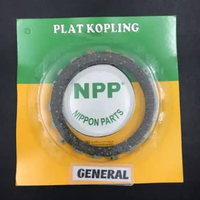 PLAT KOPLING
NPP
NIPPON PARTS
GENERAL